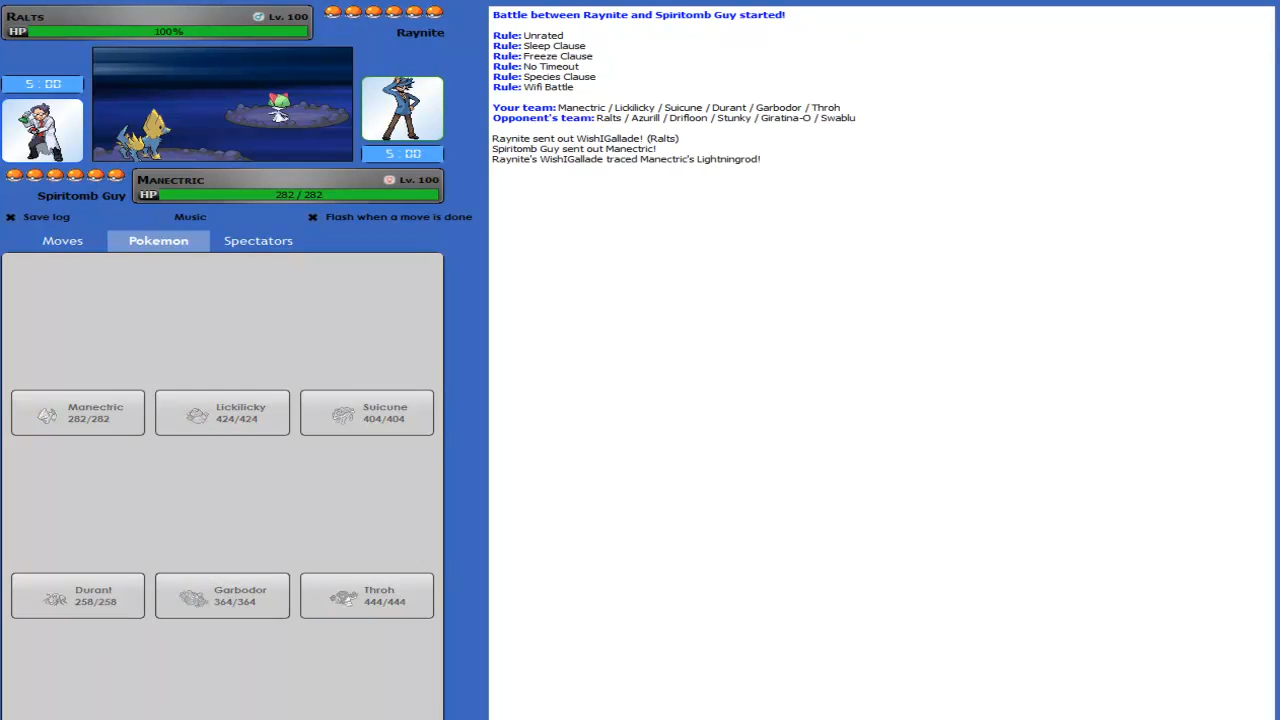 RALTS Lv. 100
HP 100%
Raynite
5:00
5:00
MANECTRIC Lv. 100
HP 282 / 282
Spiritomb Guy
Save log Music Flash when a move is done
Moves Pokemon Spectators
Manectric
282/282
Lickilicky
424/424
Suicune
404/404
Durant
258/258
Garbodor
364/364
Throh
444/444
Battle between Raynite and Spiritomb Guy started!
Rule: Unrated
Rule: Sleep Clause
Rule: Freeze Clause
Rule: No Timeout
Rule: Species Clause
Rule: Wifi Battle
Your team: Manectric / Lickilicky / Suicune / Durant / Garbodor / Throh
Opponent's team: Ralts / Azurill / Drifloon / Stunky / Giratina-O / Swablu
Raynite sent out WishIGallade! (Ralts)
Spiritomb Guy sent out Manectric!
Raynite's WishIGallade traced Manectric's Lightningrod!